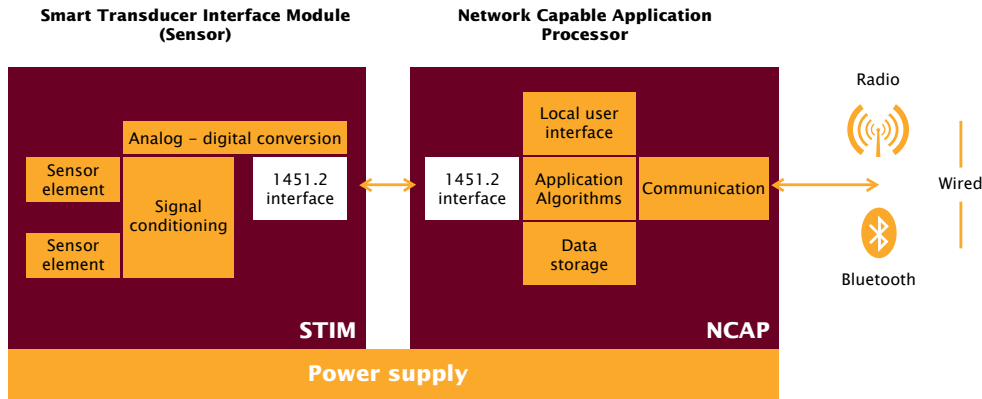 Smart Transducer Interface Module
(Sensor)
Network Capable Application
Processor
Analog – digital conversion
Sensor
element
Signal
conditioning
Sensor
element
1451.2
interface
STIM
Local user
interface
1451.2
interface
Application
Algorithms
Communication
Data
storage
NCAP
Radio
Wired
Bluetooth
Power supply